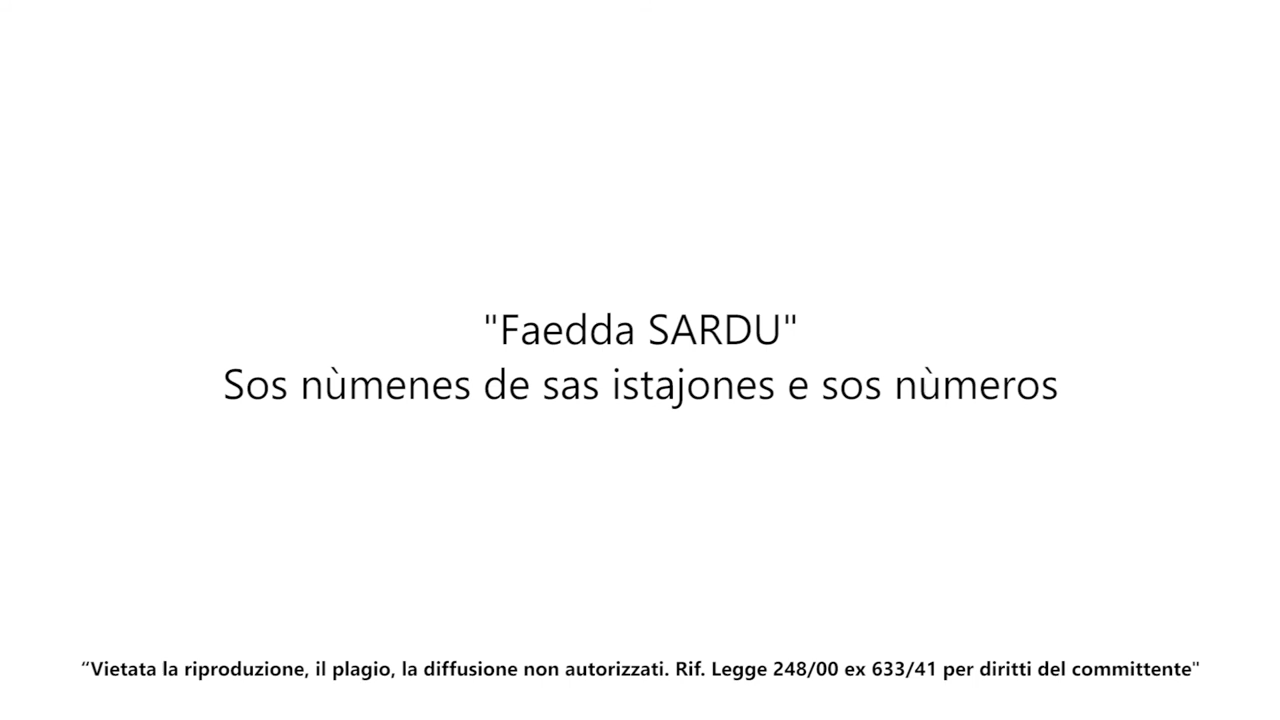 "Faedda SARDU"
Sos nùmenes de sas istajones e sos nùmeros
“Vietata la riproduzione, il plagio, la diffusione non autorizzati. Rif. Legge 248/00 ex 633/41 per diritti del committente"